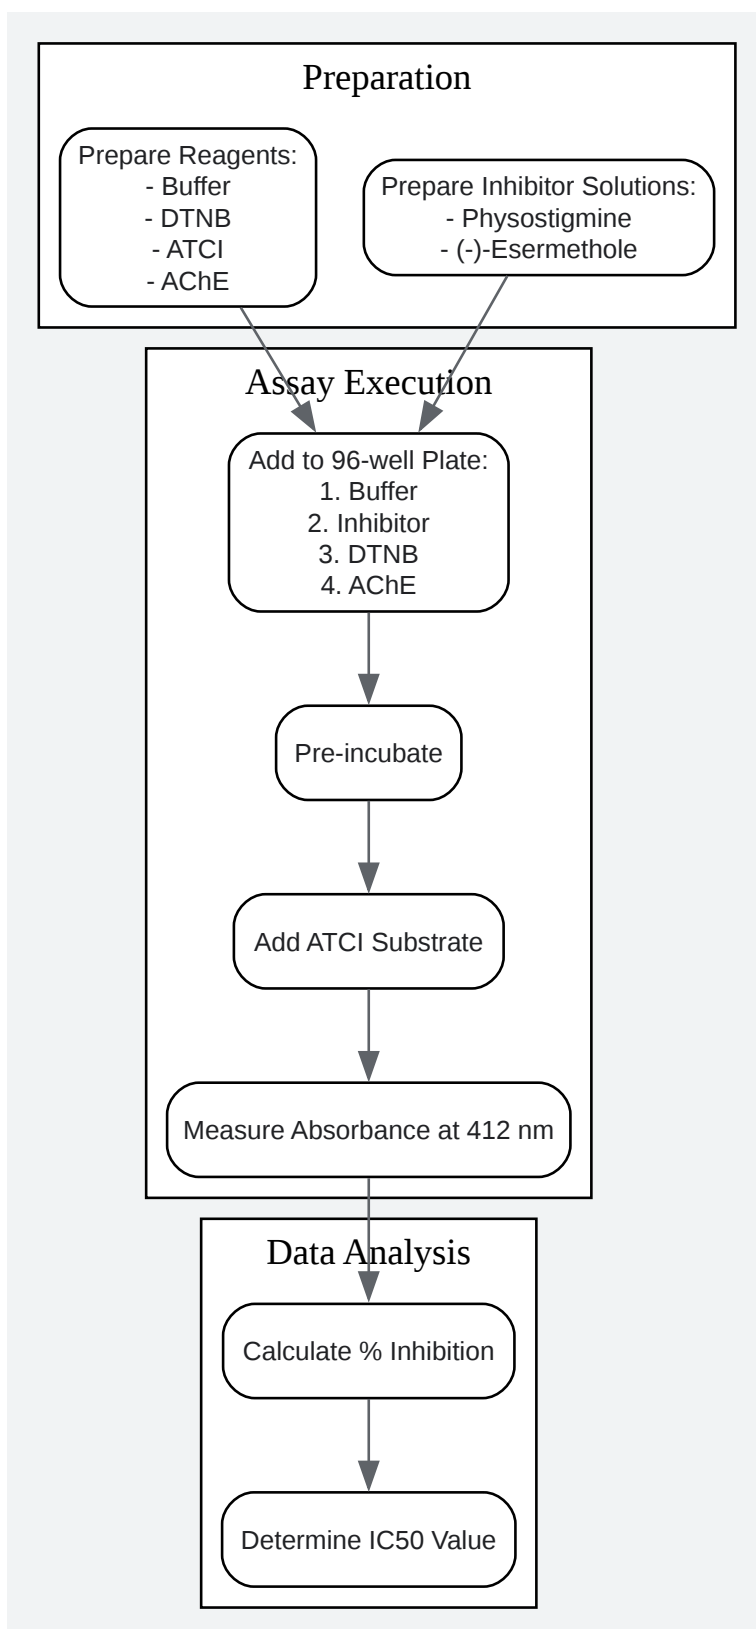 Preparation
Prepare Reagents:
- Buffer
- DTNB
- ATCI
- AChE
Prepare Inhibitor Solutions:
- Physostigmine
- (-)-Esermethole
Assay Execution
Add to 96-well Plate:
1. Buffer
2. Inhibitor
3. DTNB
4. AChE
Pre-incubate
Add ATCI Substrate
Measure Absorbance at 412 nm
Data Analysis
Calculate % Inhibition
Determine IC50 Value